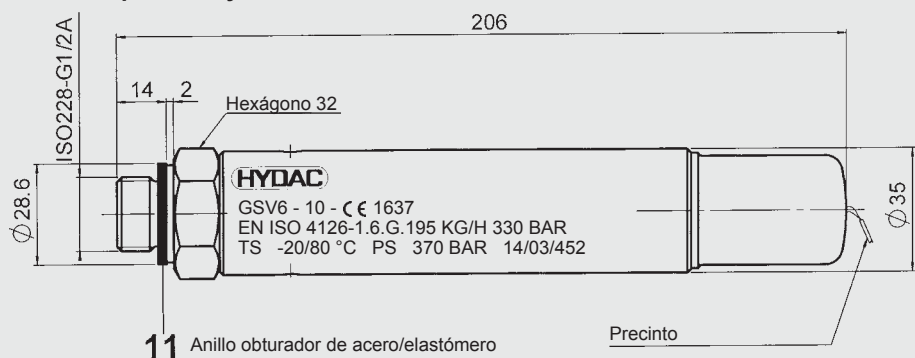 206
14
2
Hexágono 32
ISO228-G1/2A
Ø28.6
HYDAC
GSV6 - 10 - CE 1637
EN ISO 4126-1.6.G.195 KG/H 330 BAR
TS -20/80 °C PS 370 BAR 14/03/452
Ø35
11 Anillo obturador de acero/elastómero
Precinto